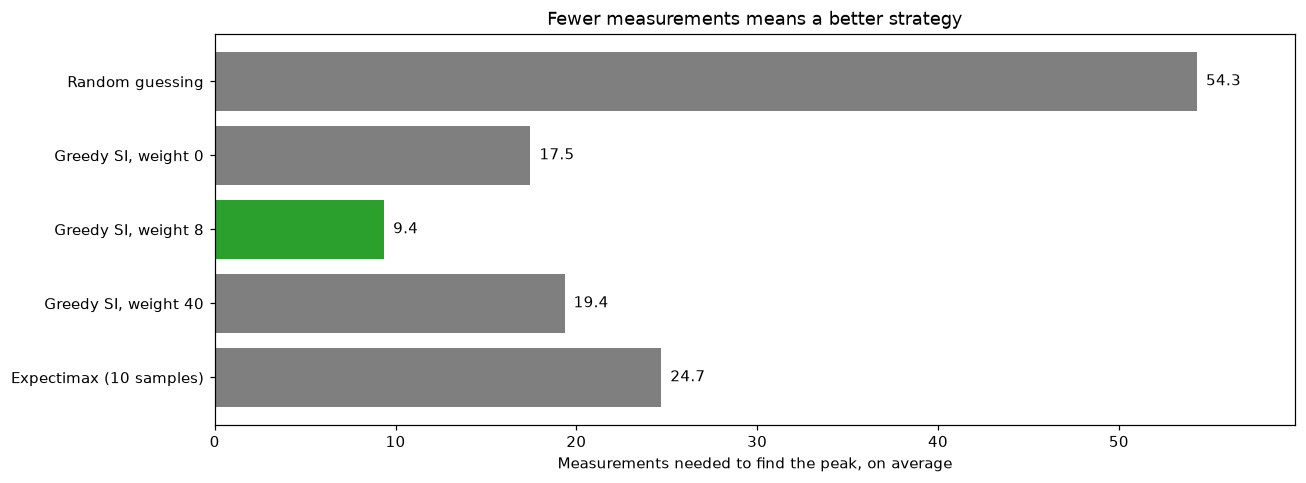 Fewer measurements means a better strategy
Random guessing
54.3
Greedy SI, weight 0
17.5
Greedy SI, weight 8
9.4
Greedy SI, weight 40
19.4
Expectimax (10 samples)
24.7
0 10 20 30 40 50
Measurements needed to find the peak, on average